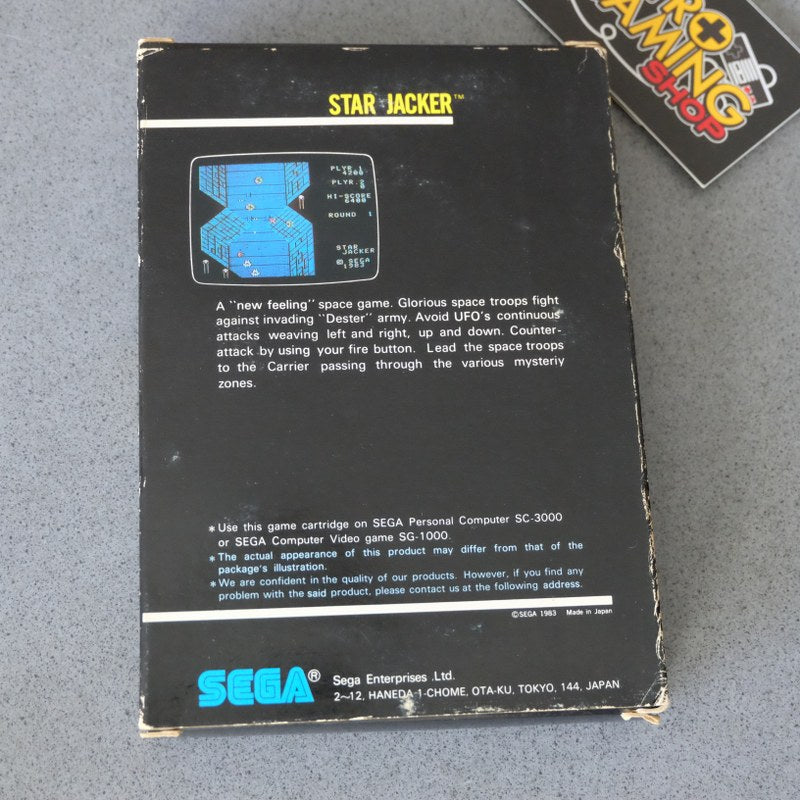 RO
GAMING
SHOP
STAR JACKER™
PLYR.1
4200
PLYR.2
0
HI-SCORE
6400
ROUND 1
STAR
JACKER
© SEGA
1983
A "new feeling" space game. Glorious space troops fight
against invading "Dester" army. Avoid UFO's continuous
attacks weaving left and right, up and down. Counter-
attack by using your fire button. Lead the space troops
to the Carrier passing through the various mysteriy
zones.
*Use this game cartridge on SEGA Personal Computer SC-3000
or SEGA Computer Video game SG-1000.
*The actual appearance of this product may differ from that of the
package's illustration.
*We are confident in the quality of our products. However, if you find any
problem with the said product, please contact us at the following address.
©SEGA 1983 Made in Japan
SEGA® Sega Enterprises .Ltd.
2~12, HANEDA-1-CHOME, OTA-KU, TOKYO, 144, JAPAN